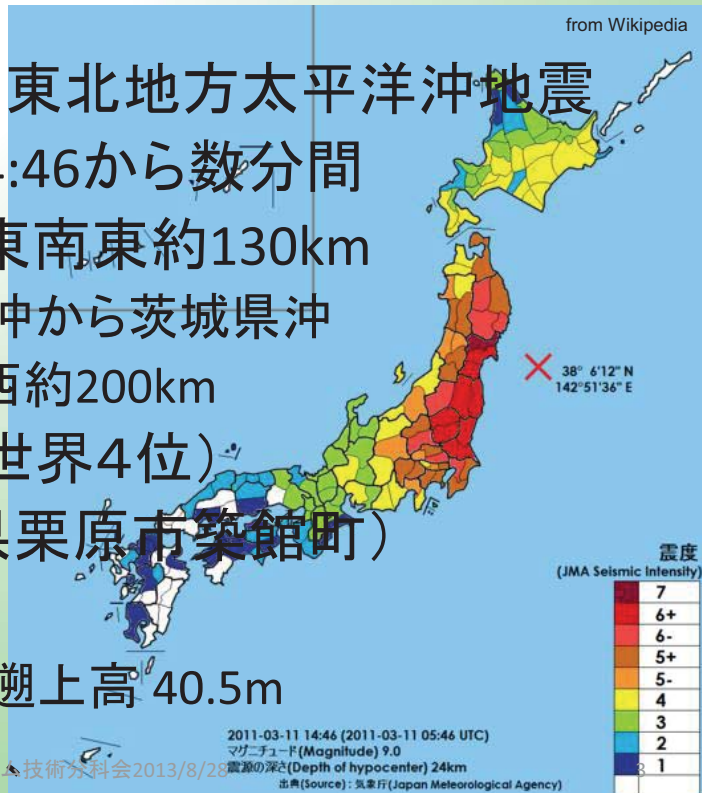 from Wikipedia
東北地方太平洋沖地震
:46から数分間
東南東約130km
沖から茨城県沖
西約200km
世界4位）
県栗原市築館町）
遡上高 40.5m
38° 6'12" N
142°51'36" E
震度
(JMA Seismic Intensity)
7
6+
6-
5+
5-
4
3
2
1
2011-03-11 14:46 (2011-03-11 05:46 UTC)
マグニチュード(Magnitude) 9.0
震源の深さ(Depth of hypocenter) 24km
出典(Source) : 気象庁(Japan Meteorological Agency)
ム技術分科会2013/8/28